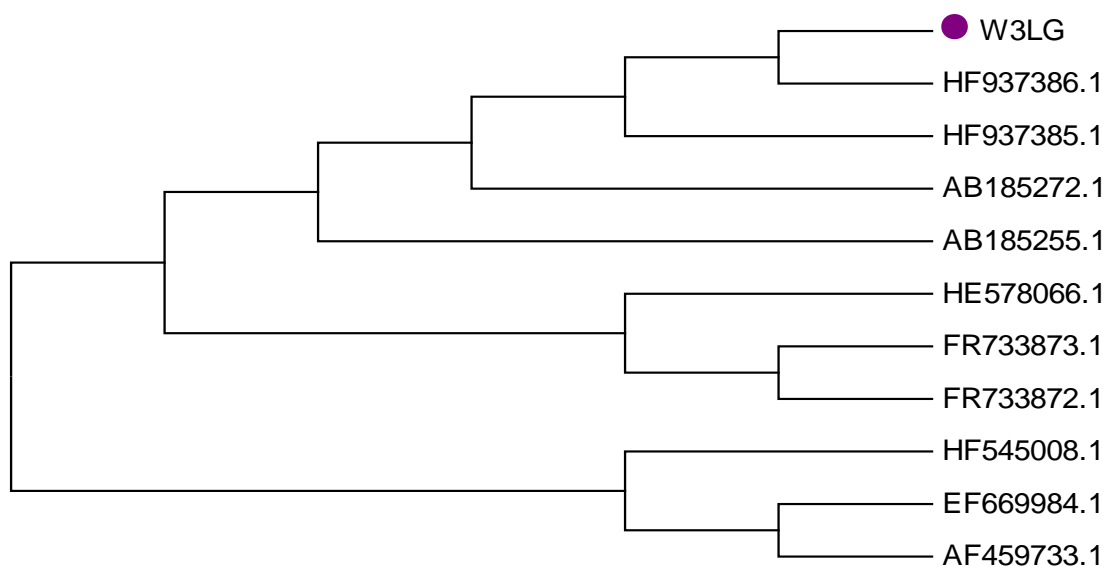 W3LG
HF937386.1
HF937385.1
AB185272.1
AB185255.1
HE578066.1
FR733873.1
FR733872.1
HF545008.1
EF669984.1
AF459733.1